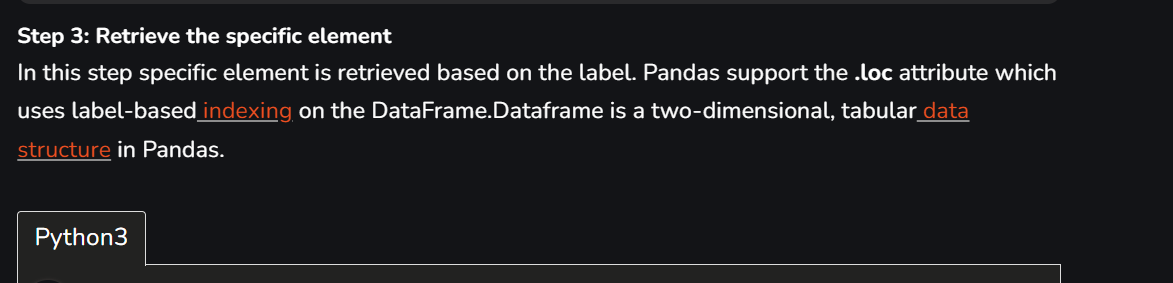 Step 3: Retrieve the specific element
In this step specific element is retrieved based on the label. Pandas support the .loc attribute which
uses label-based indexing on the DataFrame.Dataframe is a two-dimensional, tabular data
structure in Pandas.
Python3